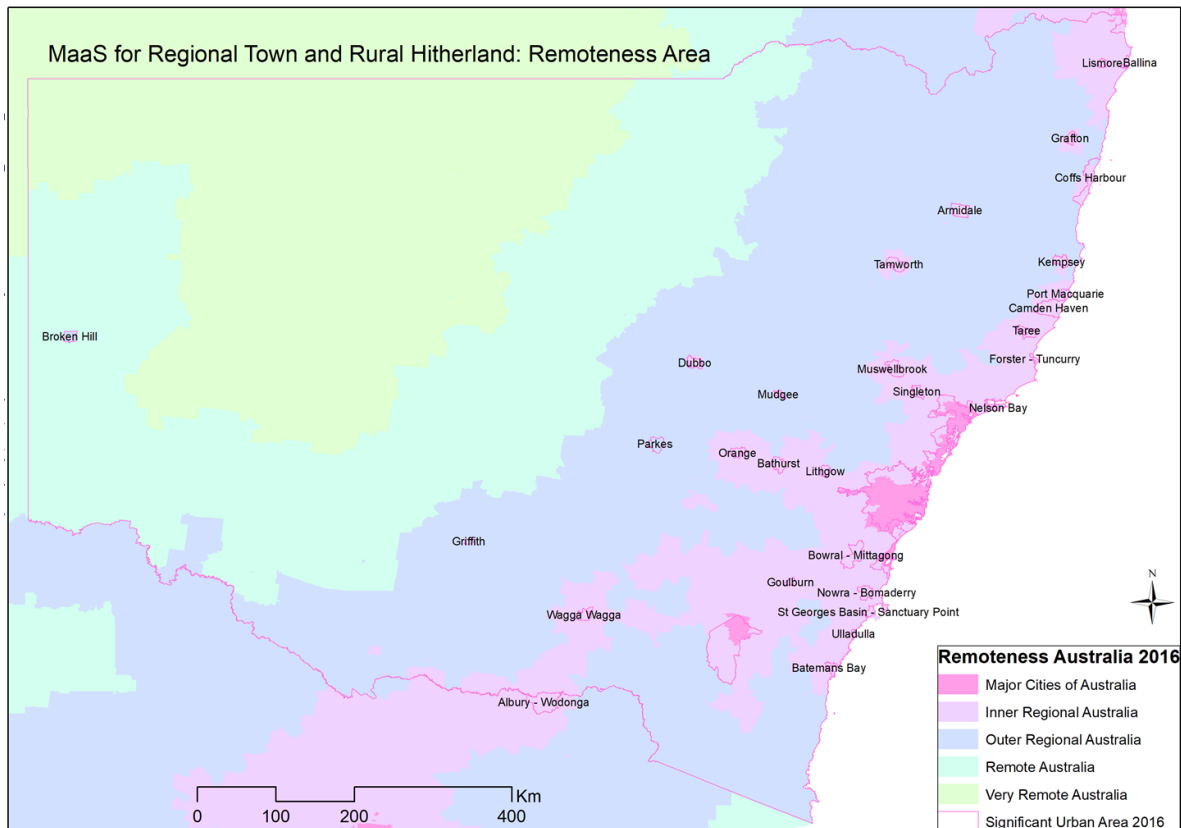 MaaS for Regional Town and Rural Hitherland: Remoteness Area
LismoreBallina
Grafton
Coffs Harbour
Armidale
Tamworth
Kempsey
Port Macquarie
Camden Haven
Taree
Broken Hill
Forster - Tuncurry
Dubbo
Muswellbrook
Singleton
Mudgee
Nelson Bay
Parkes
Orange
Bathurst
Lithgow
Griffith
Bowral - Mittagong
Goulburn
Nowra - Bomaderry
Wagga Wagga
St Georges Basin - Sanctuary Point
Ulladulla
Batemans Bay
Albury - Wodonga
N
Remoteness Australia 2016
Major Cities of Australia
Inner Regional Australia
Outer Regional Australia
Remote Australia
Very Remote Australia
Significant Urban Area 2016
Km
0 100 200 400